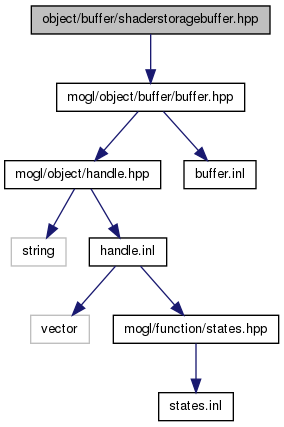 object/buffer/shaderstoragebuffer.hpp
mogl/object/buffer/buffer.hpp
mogl/object/handle.hpp
buffer.inl
string
handle.inl
vector
mogl/function/states.hpp
states.inl